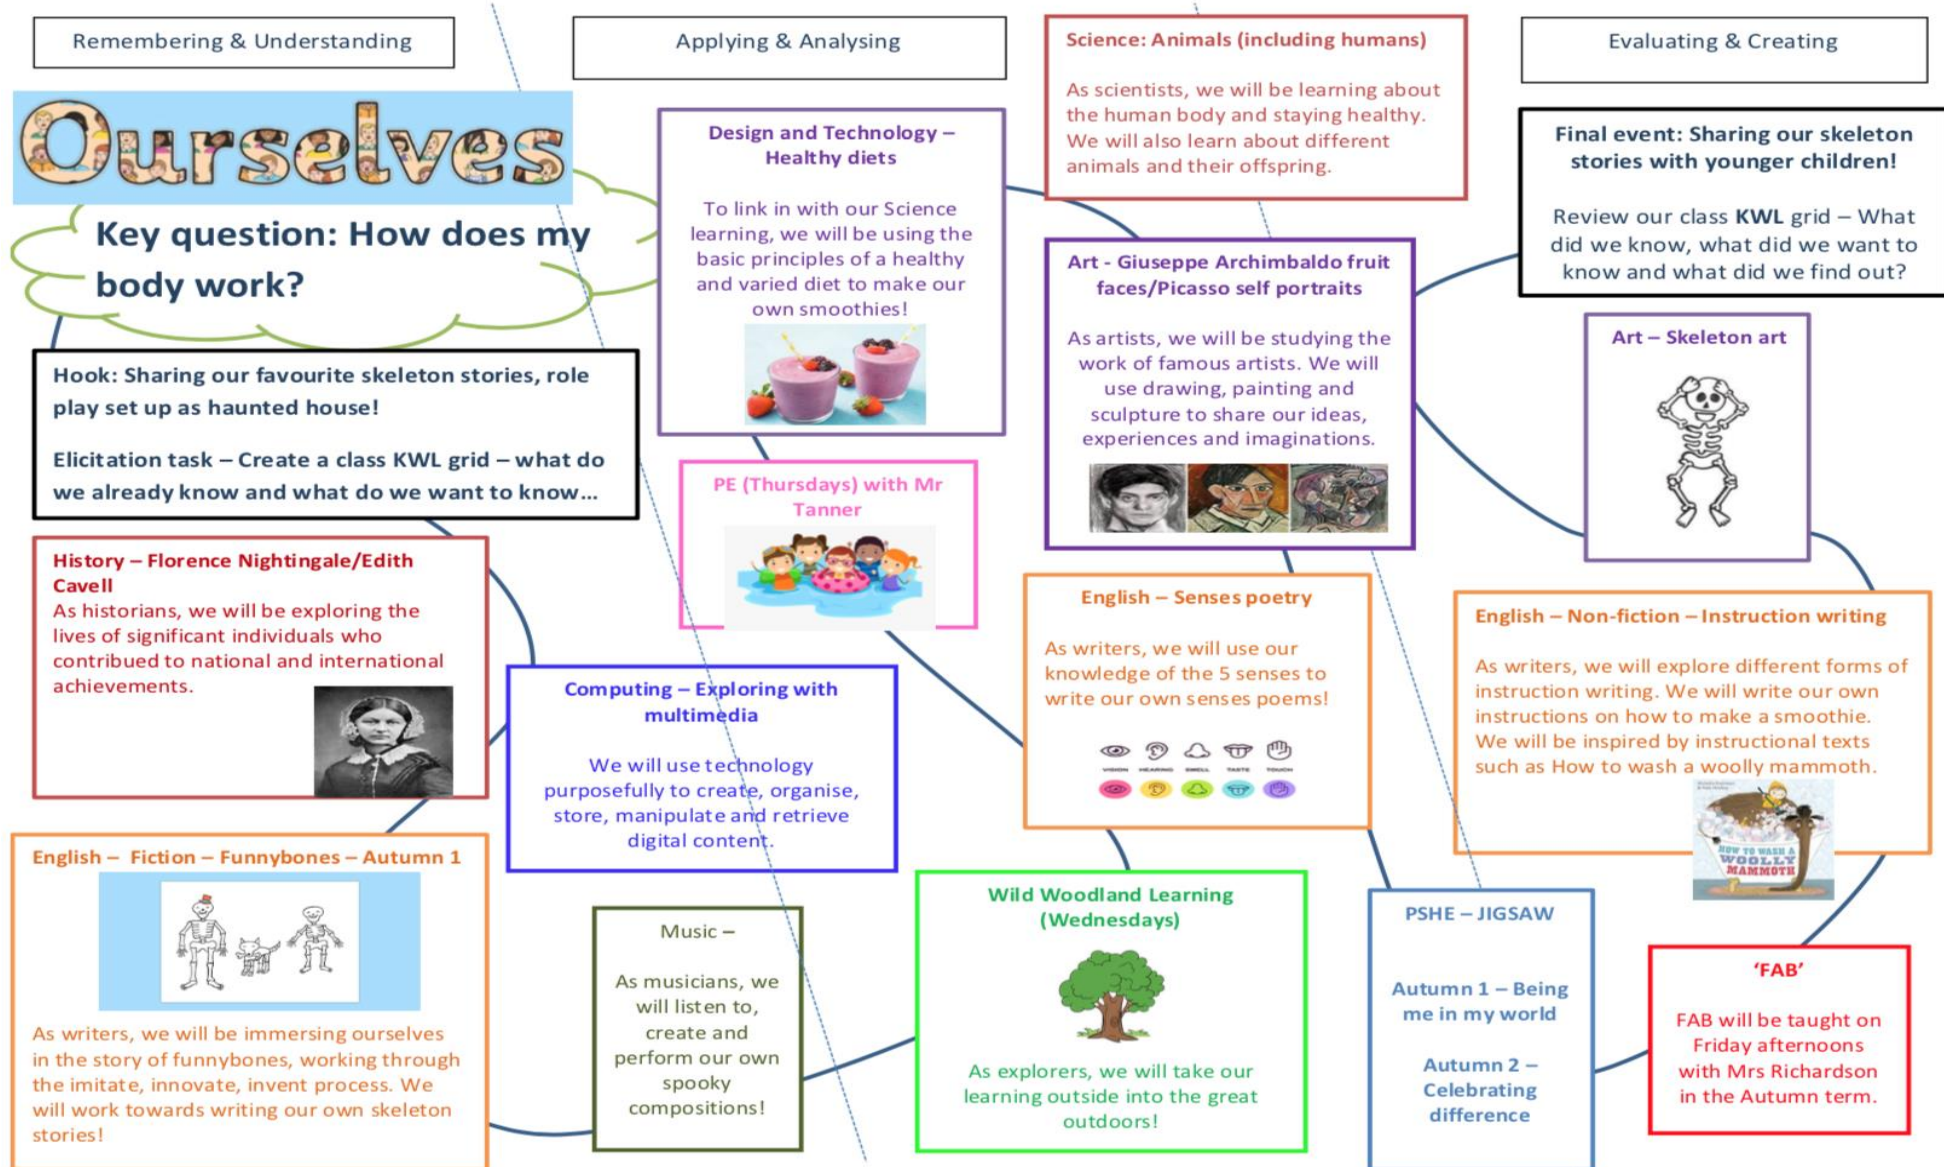 Remembering & Understanding
Applying & Analysing
Evaluating & Creating
Ourselves
Key question: How does my
body work?
Hook: Sharing our favourite skeleton stories, role
play set up as haunted house!
Elicitation task – Create a class KWL grid – what do
we already know and what do we want to know...
History – Florence Nightingale/Edith
Cavell
As historians, we will be exploring the
lives of significant individuals who
contribued to national and international
achievements.
English –  Fiction – Funnybones – Autumn 1
As writers, we will be immersing ourselves
in the story of funnybones, working through
the imitate, innovate, invent process. We
will work towards writing our own skeleton
stories!
Computing – Exploring with
multimedia
We will use technology
purposefully to create, organise,
store, manipulate and retrieve
digital content.
Music –
As musicians, we
will listen to,
create and
perform our own
spooky
compositions!
Design and Technology –
Healthy diets
To link in with our Science
learning, we will be using the
basic principles of a healthy
and varied diet to make our
own smoothies!
PE (Thursdays) with Mr
Tanner
Science: Animals (including humans)
As scientists, we will be learning about
the human body and staying healthy.
We will also learn about different
animals and their offspring.
Art - Giuseppe Archimbaldo fruit
faces/Picasso self portraits
As artists, we will be studying the
work of famous artists. We will
use drawing, painting and
sculpture to share our ideas,
experiences and imaginations.
English – Senses poetry
As writers, we will use our
knowledge of the 5 senses to
write our own senses poems!
VISION HEARING SMELL TASTE TOUCH
Wild Woodland Learning
(Wednesdays)
As explorers, we will take our
learning outside into the great
outdoors!
Final event: Sharing our skeleton
stories with younger children!
Review our class KWL grid – What
did we know, what did we want to
know and what did we find out?
Art – Skeleton art
English – Non-fiction – Instruction writing
As writers, we will explore different forms of
instruction writing. We will write our own
instructions on how to make a smoothie.
We will be inspired by instructional texts
such as How to wash a woolly mammoth.
HOW TO WASH A
WOOLLY
MAMMOTH
PSHE – JIGSAW
Autumn 1 – Being
me in my world
Autumn 2 –
Celebrating
difference
‘FAB’
FAB will be taught on
Friday afternoons
with Mrs Richardson
in the Autumn term.